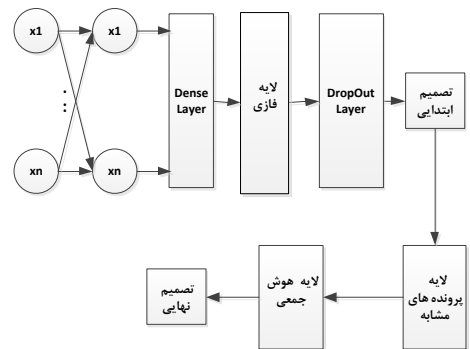 x1
x1
.
:
xn
xn
Dense
Layer
لایه
فازی
DropOut
Layer
تصمیم
ابتدایی
لایه
پرونده های
مشابه
لایه هوش
جمعی
تصمیم
نهایی